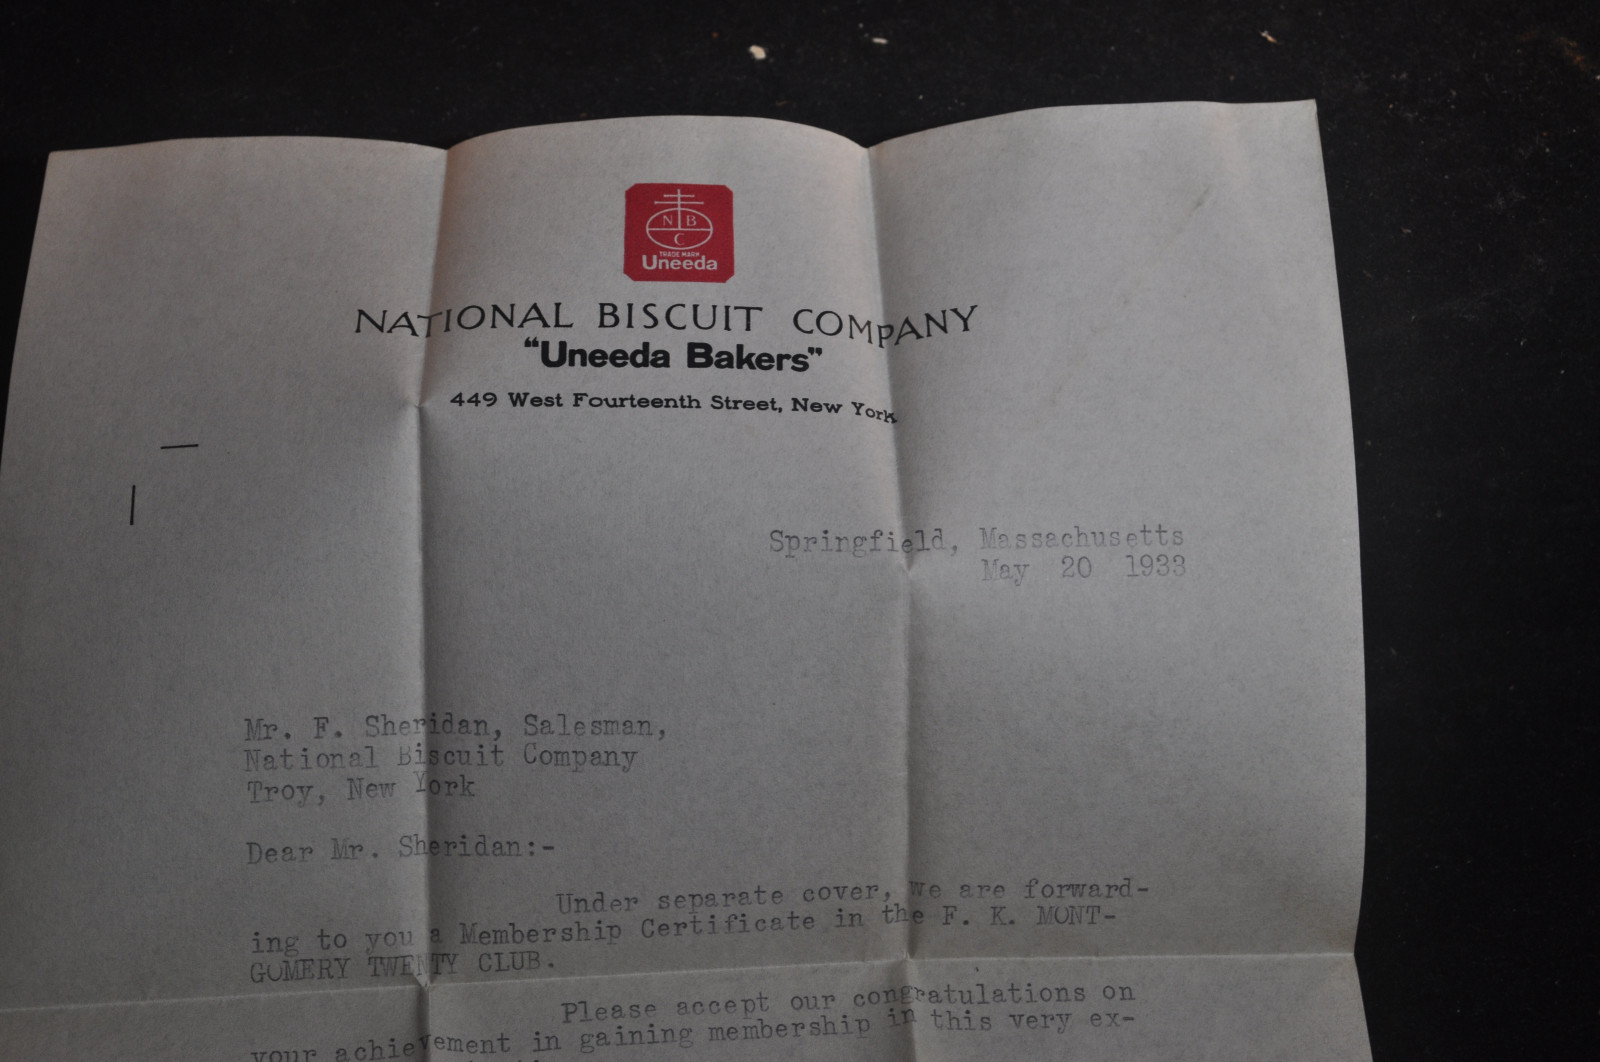 N B
C
TRADE MARK
Uneeda
NATIONAL BISCUIT COMPANY
“Uneeda Bakers”
449 West Fourteenth Street, New York
Springfield, Massachusetts
May 20 1933
Mr. F. Sheridan, Salesman,
National Biscuit Company
Troy, New York
Dear Mr. Sheridan:-
Under separate cover, we are forward-
ing to you a Membership Certificate in the F. K. MONT-
GOMERY TWENTY CLUB.
Please accept our congratulations on
your achievement in gaining membership in this very ex-